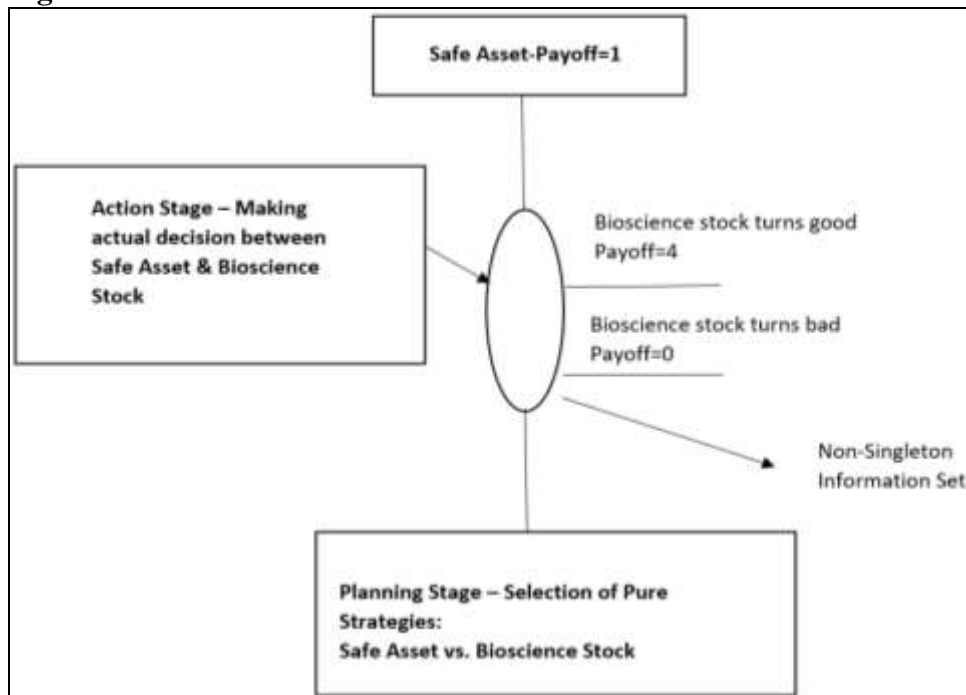 Safe Asset-Payoff=1
Action Stage – Making
actual decision between
Safe Asset & Bioscience
Stock
Bioscience stock turns good
Payoff=4
Bioscience stock turns bad
Payoff=0
Non-Singleton
Information Set
Planning Stage – Selection of Pure
Strategies:
Safe Asset vs. Bioscience Stock